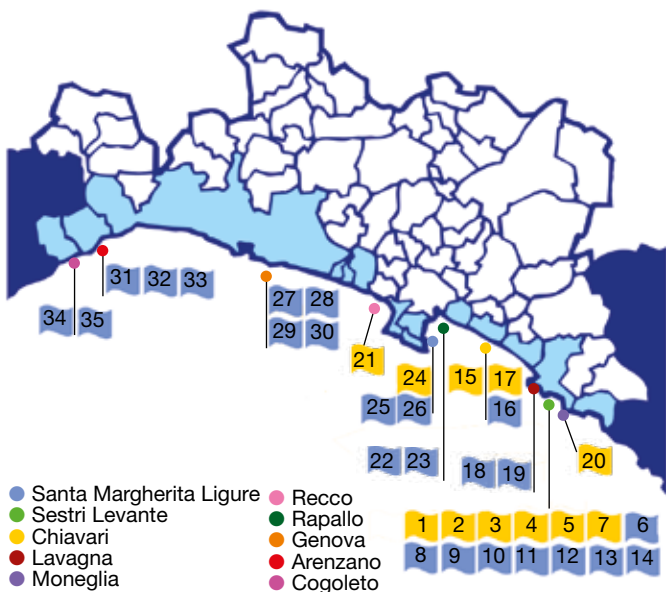 31 32 33
27 28
34 35
29 30
21
24
15 17
25 26
16
22 23
18 19
20
1 2 3 4 5 7 6
8 9 10 11 12 13 14
Santa Margherita Ligure
Sestri Levante
Chiavari
Lavagna
Moneglia
Recco
Rapallo
Genova
Arenzano
Cogoleto